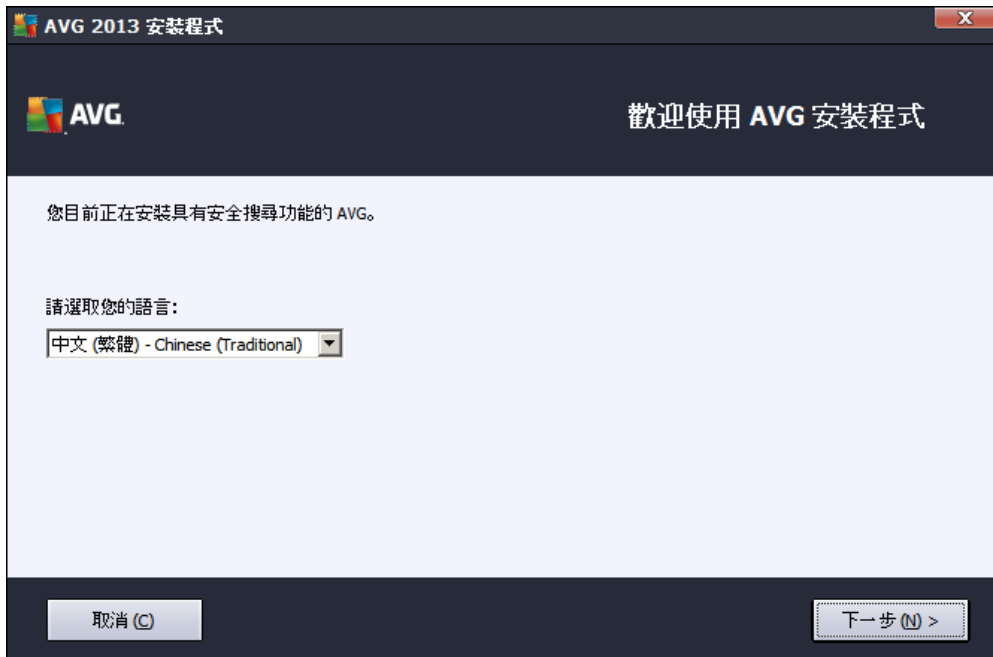 AVG 2013 安裝程式
AVG.
歡迎使用 AVG 安裝程式
您目前正在安裝具有安全搜尋功能的 AVG。
請選取您的語言:
中文 (繁體) - Chinese (Traditional)
取消 (C)
下一步 (N) >